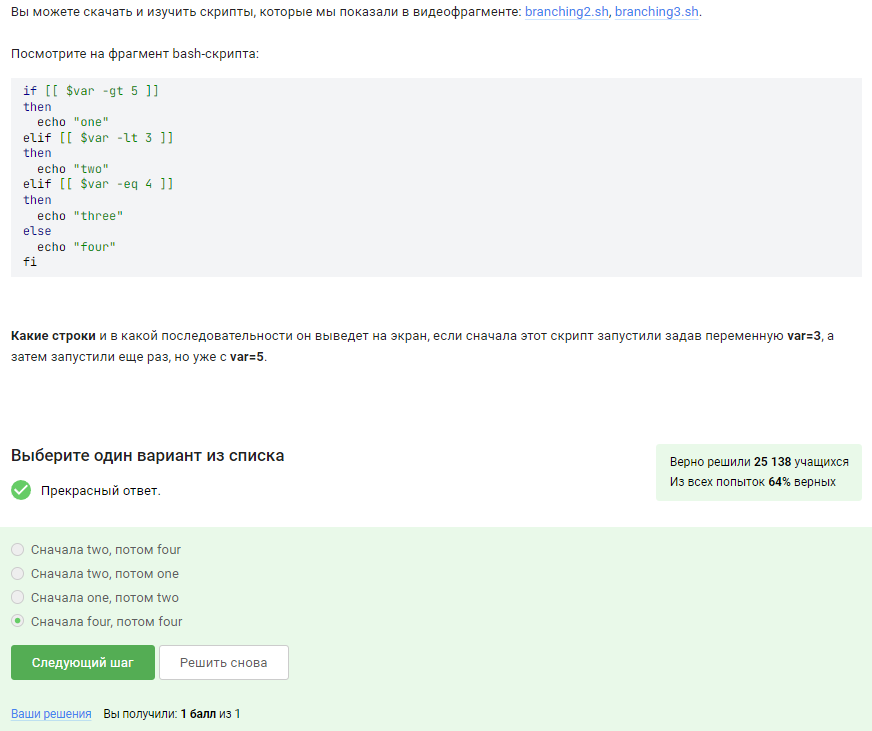 Вы можете скачать и изучить скрипты, которые мы показали в видеофрагменте: branching2.sh, branching3.sh.
Посмотрите на фрагмент bash-скрипта:
if [[ $var -gt 5 ]]
then
  echo "one"
elif [[ $var -lt 3 ]]
then
  echo "two"
elif [[ $var -eq 4 ]]
then
  echo "three"
else
  echo "four"
fi
Какие строки и в какой последовательности он выведет на экран, если сначала этот скрипт запустили задав переменную var=3, а
затем запустили еще раз, но уже с var=5.
Выберите один вариант из списка
Прекрасный ответ.
Верно решили 25 138 учащихся
Из всех попыток 64% верных
Сначала two, потом four
Сначала two, потом one
Сначала one, потом two
Сначала four, потом four
Следующий шаг
Решить снова
Ваши решения Вы получили: 1 балл из 1